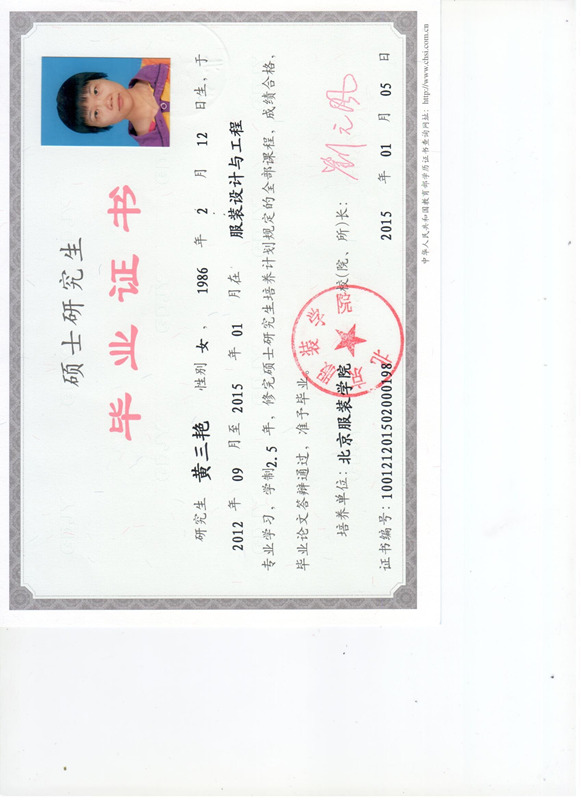 硕士研究生
毕业证书
研究生 黄三艳 性别 女， 1986 年 2 月 12 日生，于
2012 年 09 月至 2015 年 01 月在 服装设计与工程
专业学习，学制2.5 年，修完硕士研究生培养计划规定的全部课程，成绩合格，
毕业论文答辩通过，准予毕业。
培养单位：北京服装学院 校(院、所)长：刘元风
证书编号：100121201502000198 2015 年 01 月 05 日
中华人民共和国教育部学历证书查询网址：http://www.chsi.com.cn
北京服装学院